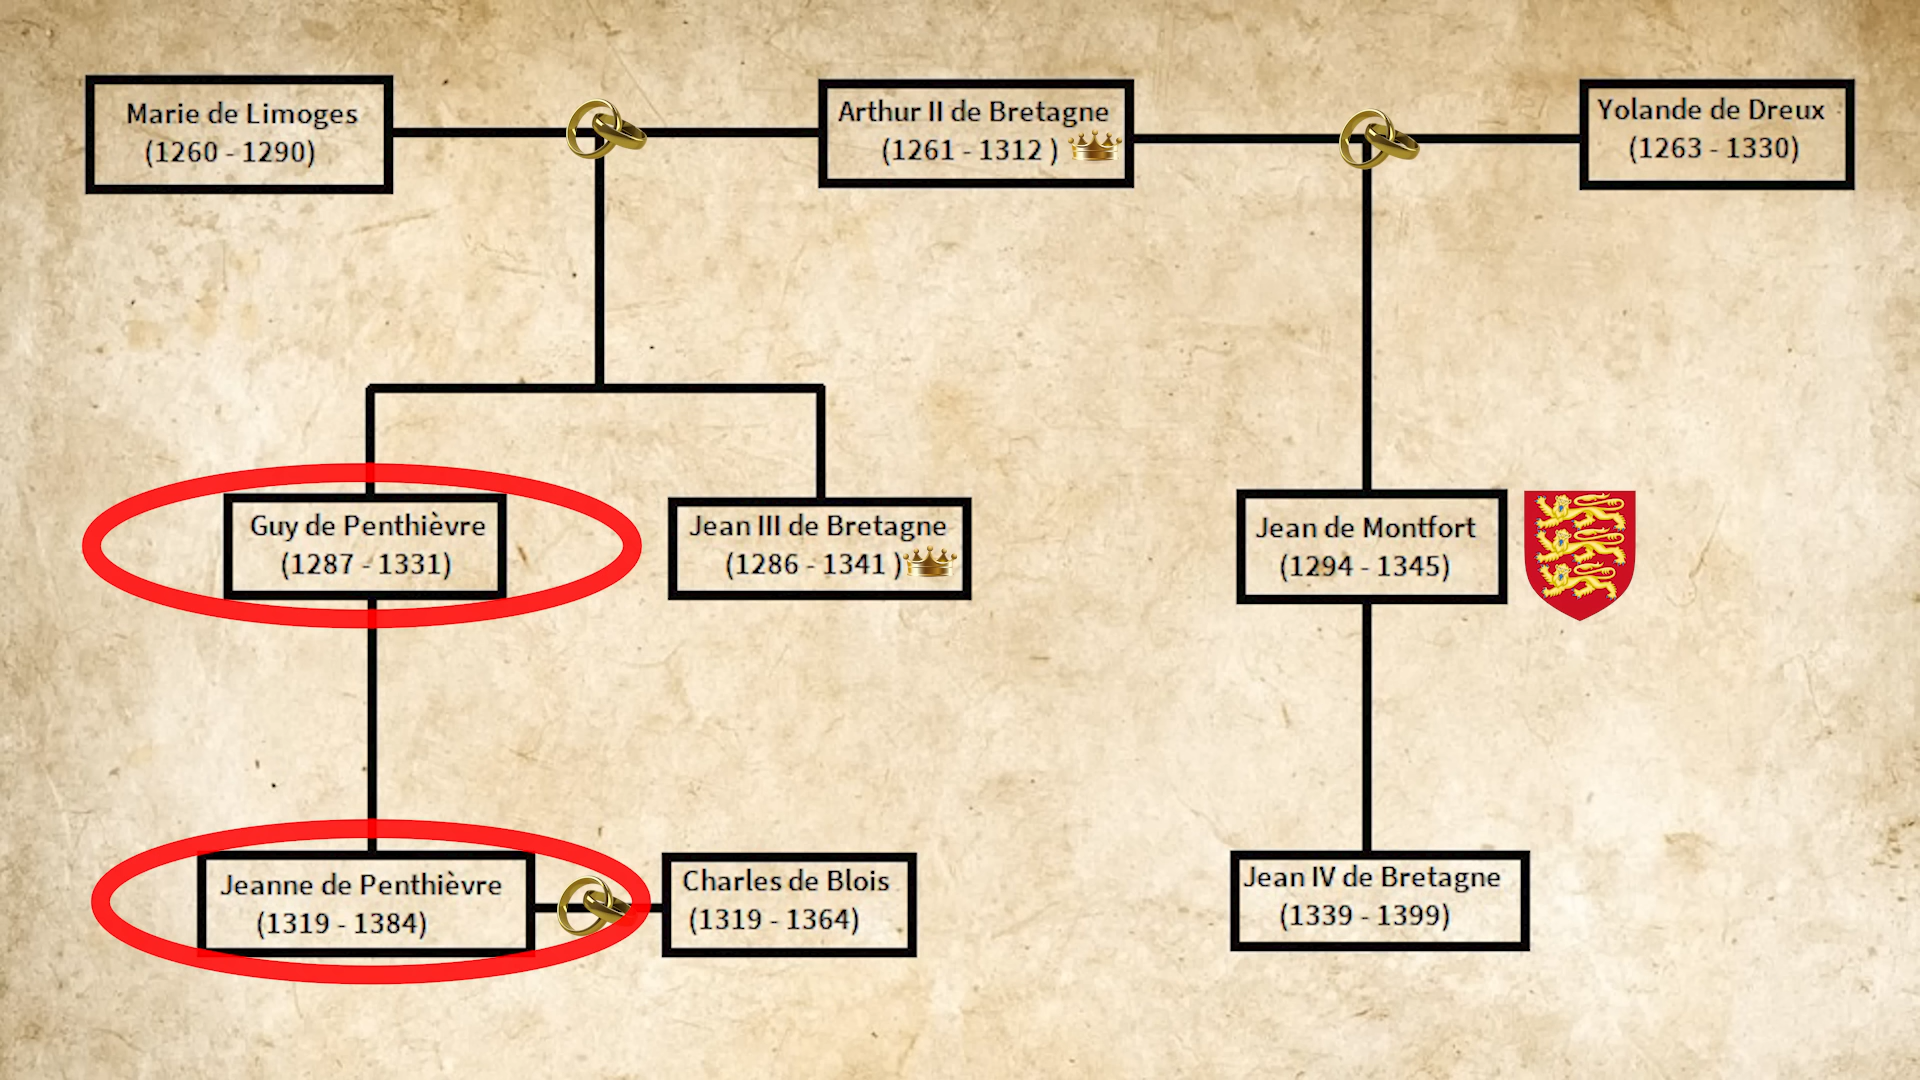 Marie de Limoges
(1260 - 1290)
Arthur II de Bretagne
(1261 - 1312 )
Yolande de Dreux
(1263 - 1330)
Guy de Penthièvre
(1287 - 1331)
Jean III de Bretagne
(1286 - 1341 )
Jean de Montfort
(1294 - 1345)
Jeanne de Penthièvre
(1319 - 1384)
Charles de Blois
(1319 - 1364)
Jean IV de Bretagne
(1339 - 1399)